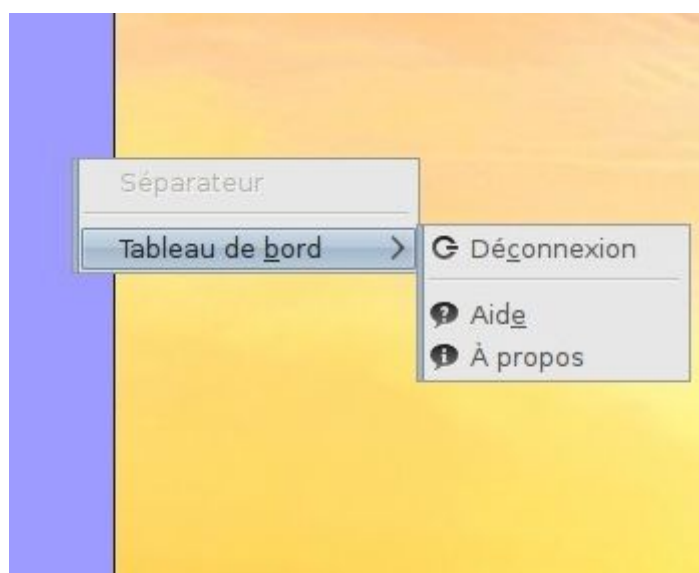 Séparateur
Tableau de bord
Déconnexion
Aide
À propos